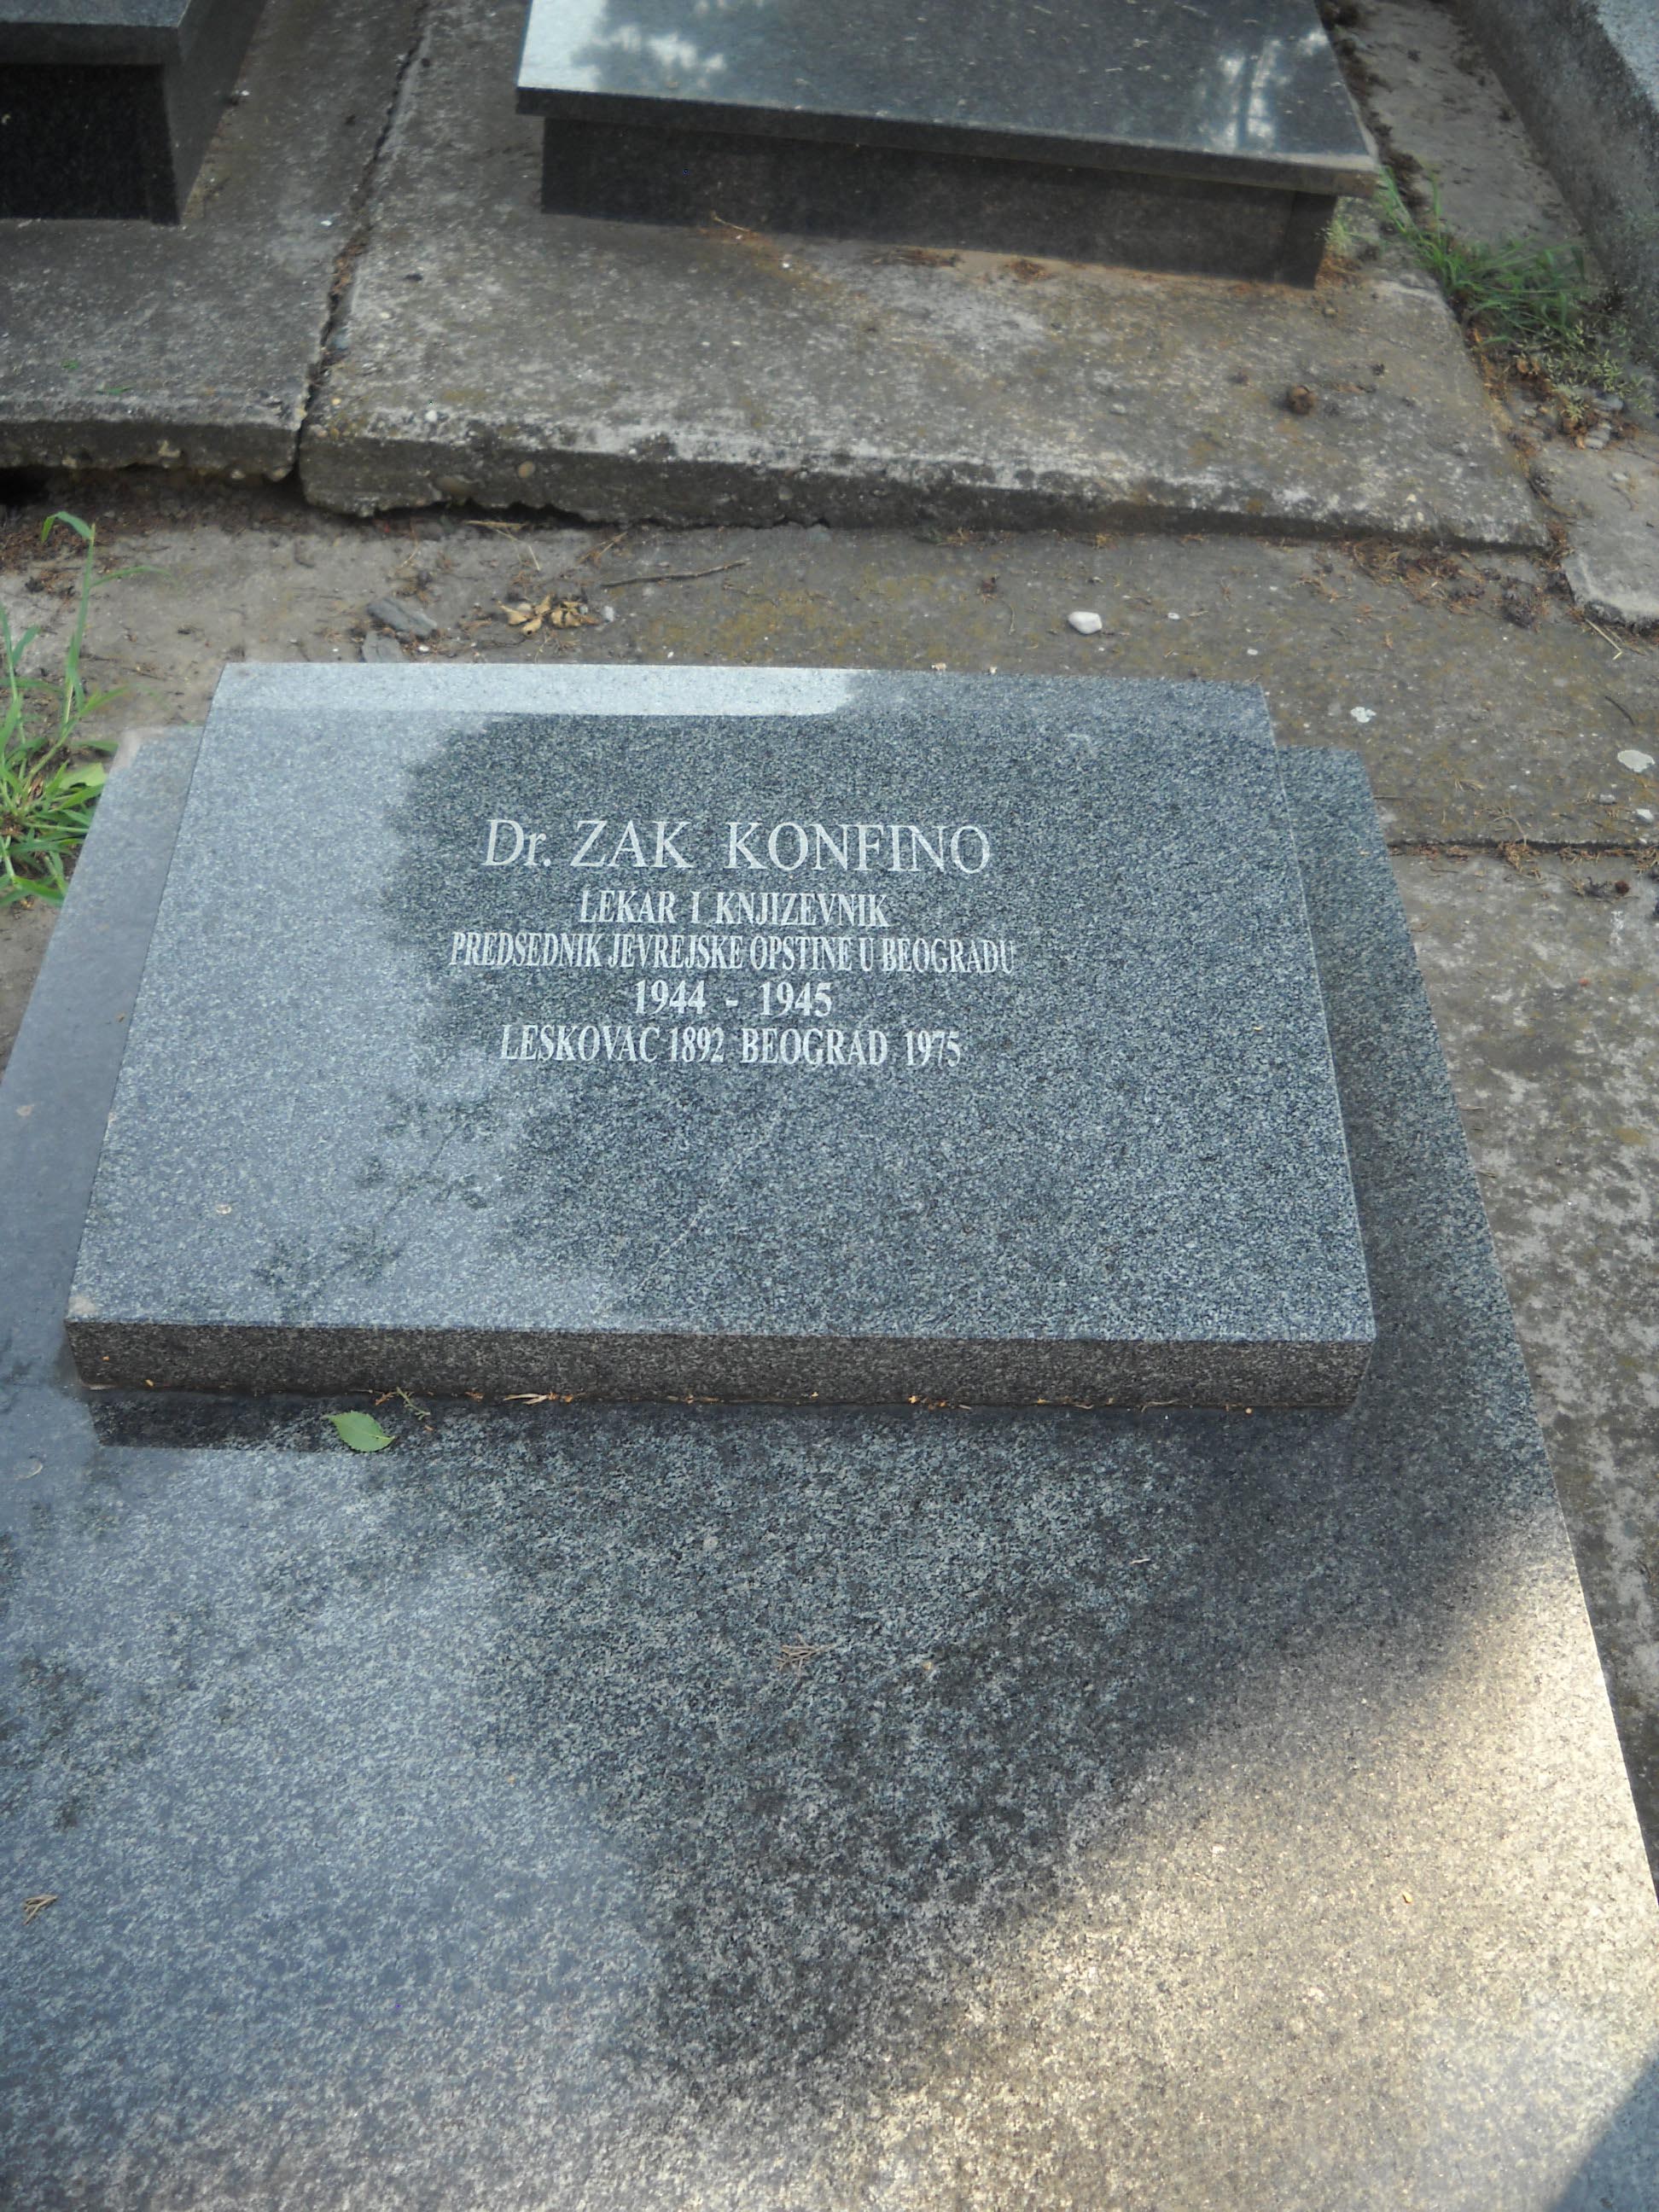 Dr. ZAK KONFINO
LEKAR I KNJIZEVNIK
PREDSEDNIK JEVREJSKE OPSTINE U BEOGRADU
1944 - 1945
LESKOVAC 1892 BEOGRAD 1975